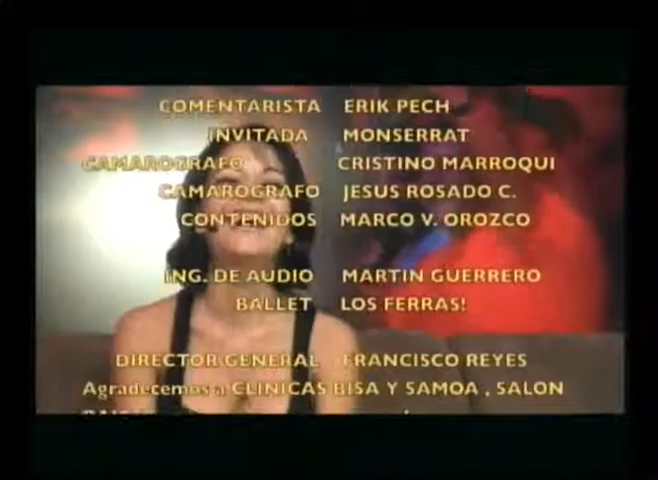 COMENTARISTA ERIK PECH
INVITADA MONSERRAT
CAMAROGRAFO CRISTINO MARROQUI
CAMAROGRAFO JESUS ROSADO C.
CONTENIDOS MARCO V. OROZCO
ING. DE AUDIO MARTIN GUERRERO
BALLET LOS FERRAS!
DIRECTOR GENERAL FRANCISCO REYES
Agradecemos a CLINICAS BISA Y SAMOA , SALON